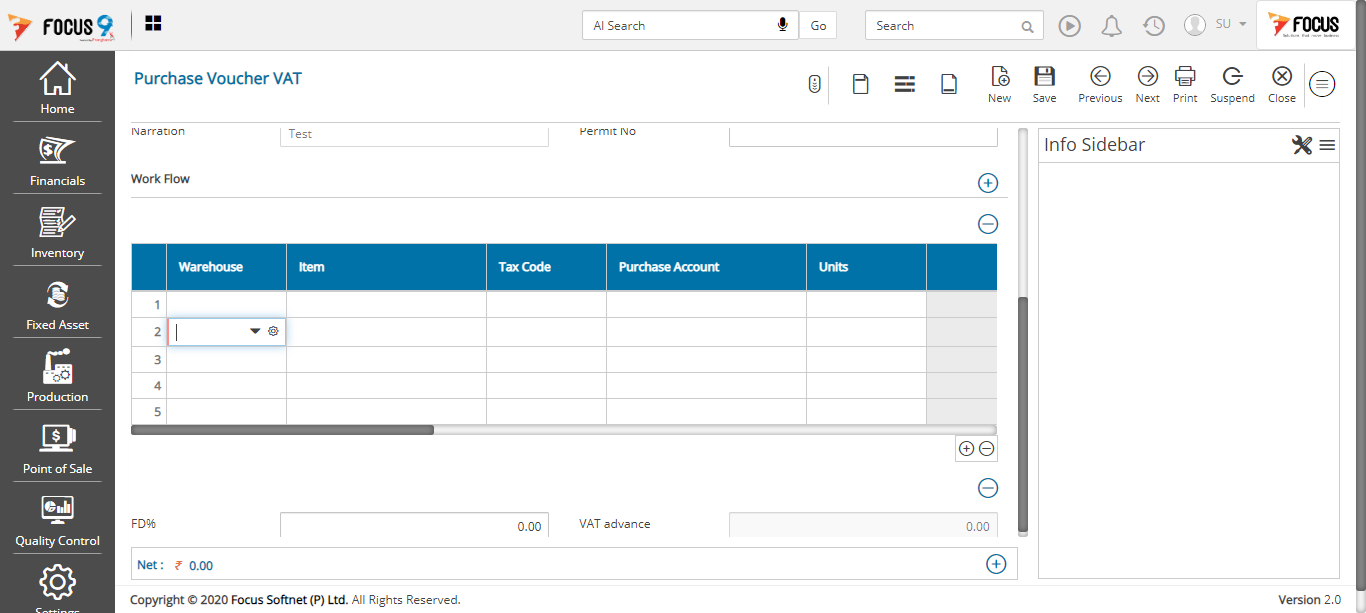 FOCUS 9
AI Search
Go
Search
SU
FOCUS
Home
Financials
Inventory
Fixed Asset
Production
Point of Sale
Quality Control
Settings
Purchase Voucher VAT
New
Save
Previous
Next
Print
Suspend
Close
Narration
Test
Permit No
Info Sidebar
Work Flow
Warehouse
Item
Tax Code
Purchase Account
Units
1
2
3
4
5
FD%
0.00
VAT advance
0.00
Net : ₹ 0.00
Copyright © 2020 Focus Softnet (P) Ltd. All Rights Reserved.
Version 2.0